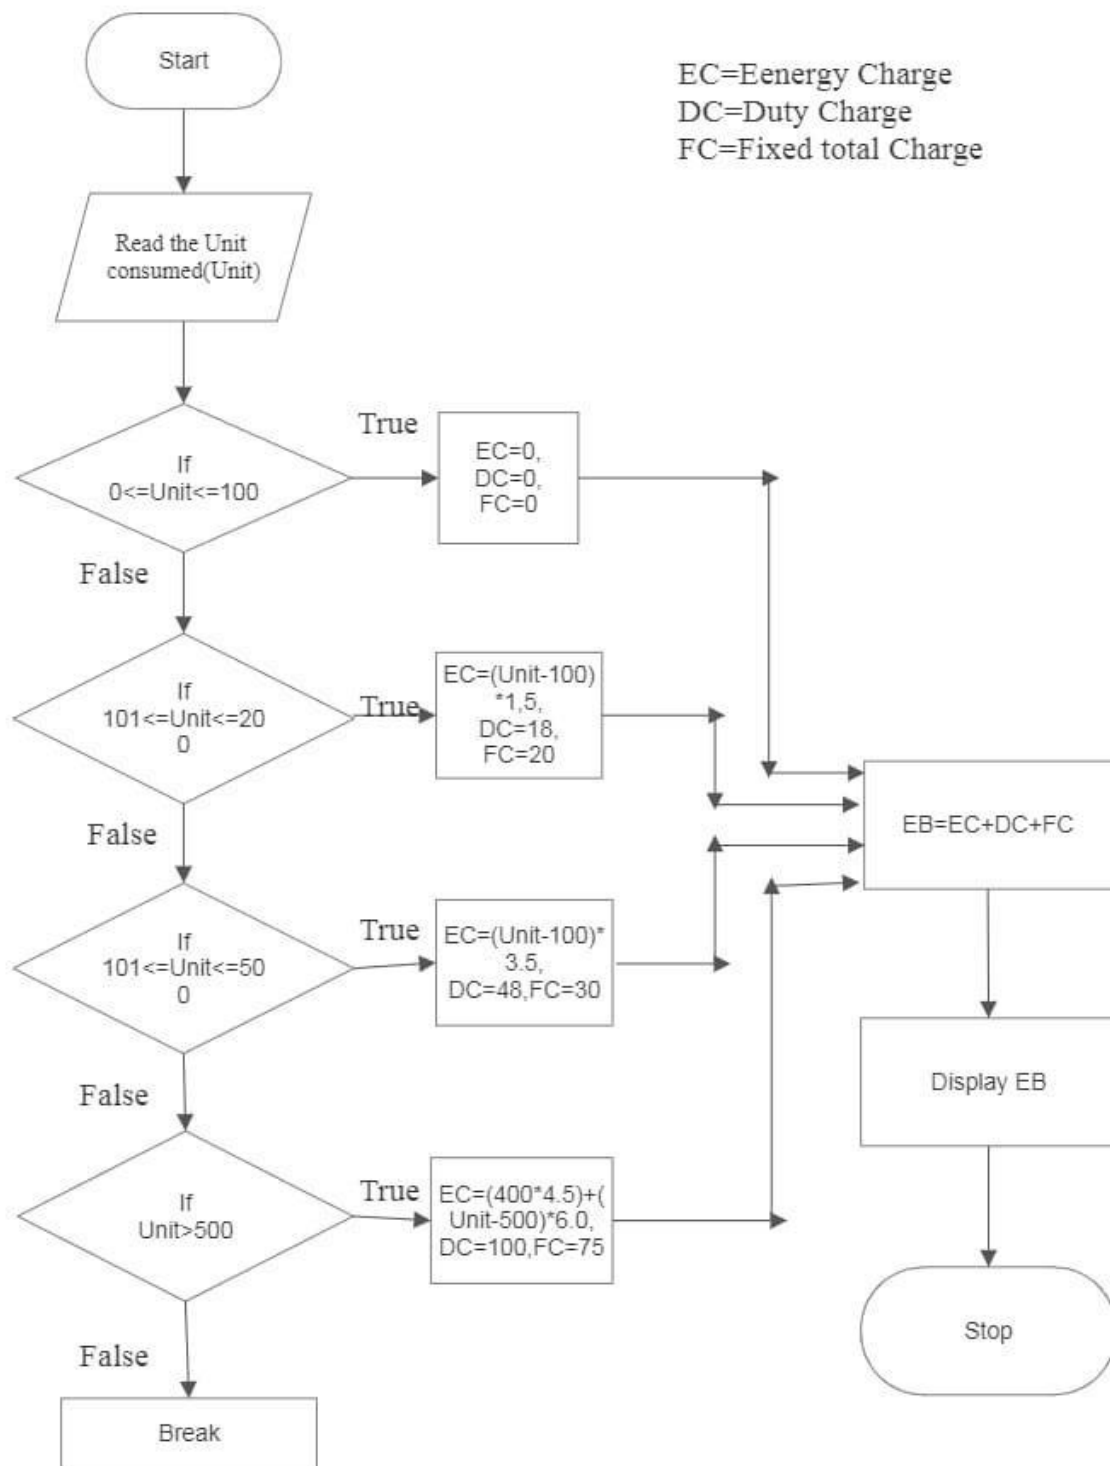 Start
EC=Eenergy Charge
DC=Duty Charge
FC=Fixed total Charge
Read the Unit
consumed(Unit)
If
0<=Unit<=100
True
EC=0,
DC=0,
FC=0
False
If
101<=Unit<=20
0
True
EC=(Unit-100)
*1,5,
DC=18,
FC=20
EB=EC+DC+FC
False
If
101<=Unit<=50
0
True
EC=(Unit-100)*
3.5,
DC=48,FC=30
Display EB
False
If
Unit>500
True
EC=(400*4.5)+(
Unit-500)*6.0,
DC=100,FC=75
Stop
False
Break